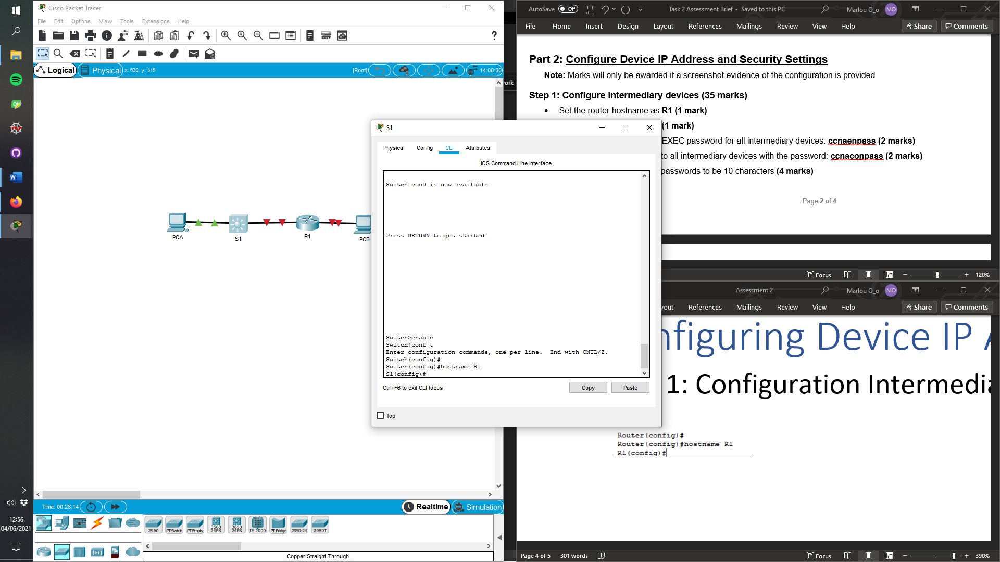 Cisco Packet Tracer
File Edit Options View Tools Extensions Help
Logical Physical x: 639, y: 315 [Root] 14:08:00
PCA S1 R1 PCB
Time: 00:28:14 Realtime Simulation
2960 PT-Switch PT-Empty 3560 24PS 3650 24PS IE 2000 PT-Bridge 2950-24 2950T
Copper Straight-Through
12:56
04/06/2021
S1
Physical Config CLI Attributes
IOS Command Line Interface
Switch con0 is now available
Press RETURN to get started.
Switch>enable
Switch#conf t
Enter configuration commands, one per line. End with CNTL/Z.
Switch(config)#
Switch(config)#hostname S1
S1(config)#
Ctrl+F6 to exit CLI focus Copy Paste
Top
ork
AutoSave Off Task 2 Assessment Brief - Saved to this PC Marlou O_o MO
File Home Insert Design Layout References Mailings Review View Help Share Comments
Part 2: Configure Device IP Address and Security Settings
Note: Marks will only be awarded if a screenshot evidence of the configuration is provided
Step 1: Configure intermediary devices (35 marks)
• Set the router hostname as R1 (1 mark)
(1 mark)
EXEC password for all intermediary devices: ccnaenpass (2 marks)
to all intermediary devices with the password: ccnaconpass (2 marks)
passwords to be 10 characters (4 marks)
Page 2 of 4
Focus 120%
Assessment 2 Marlou O_o MO
yout References Mailings Review View Help Share Comments
nfiguring Device IP A
1: Configuration Intermedia
Router(config)#
Router(config)#hostname R1
R1(config)#
Page 4 of 5 301 words Focus 390%